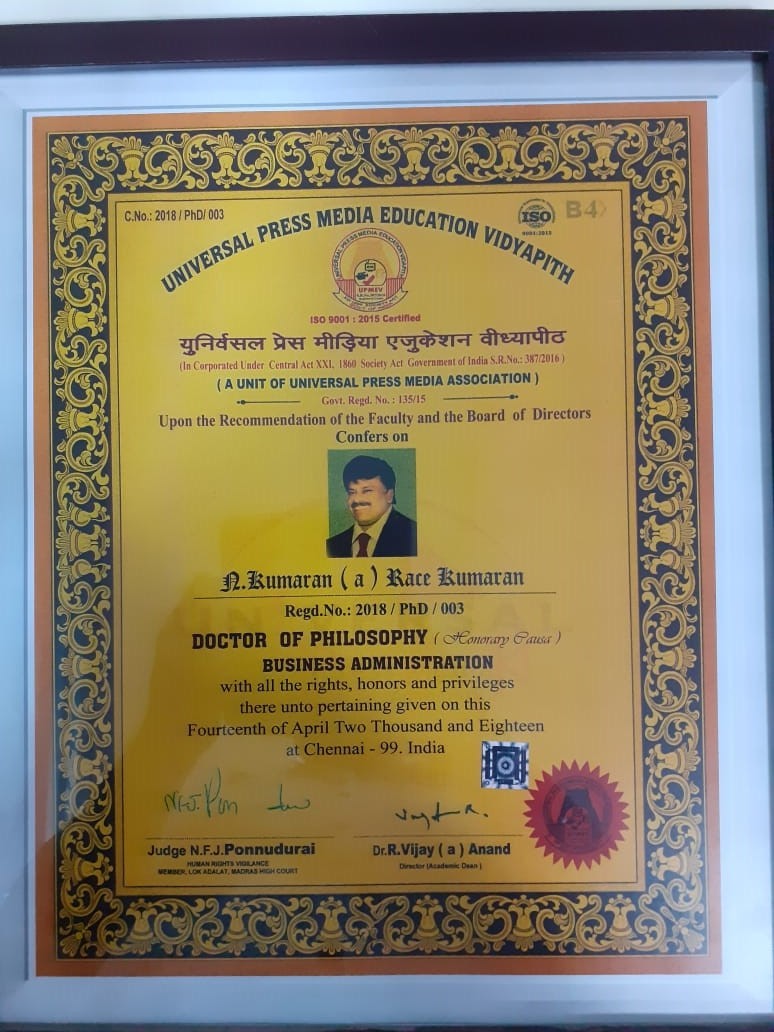 C.No.: 2018 / PhD/ 003
ISO
9001:2015
B4
UNIVERSAL PRESS MEDIA EDUCATION VIDYAPITH
UPMEV
ISO 9001 : 2015 Certified
युनिर्वसल प्रेस मीड़िया एजुकेशन वीध्यापीठ
(In Corporated Under Central Act XXI, 1860 Society Act Government of India S.R.No.: 387/2016 )
( A UNIT OF UNIVERSAL PRESS MEDIA ASSOCIATION )
Govt. Regd. No. : 135/15
Upon the Recommendation of the Faculty and the Board of Directors
Confers on
N.Kumaran ( a ) Race Kumaran
Regd.No.: 2018 / PhD / 003
DOCTOR OF PHILOSOPHY ( Honorary Causa )
BUSINESS ADMINISTRATION
with all the rights, honors and privileges
there unto pertaining given on this
Fourteenth of April Two Thousand and Eighteen
at Chennai - 99. India
Judge N.F.J.Ponnudurai
HUMAN RIGHTS VIGILANCE
MEMBER, LOK ADALAT, MADRAS HIGH COURT
Dr.R.Vijay ( a ) Anand
Director (Academic Dean )